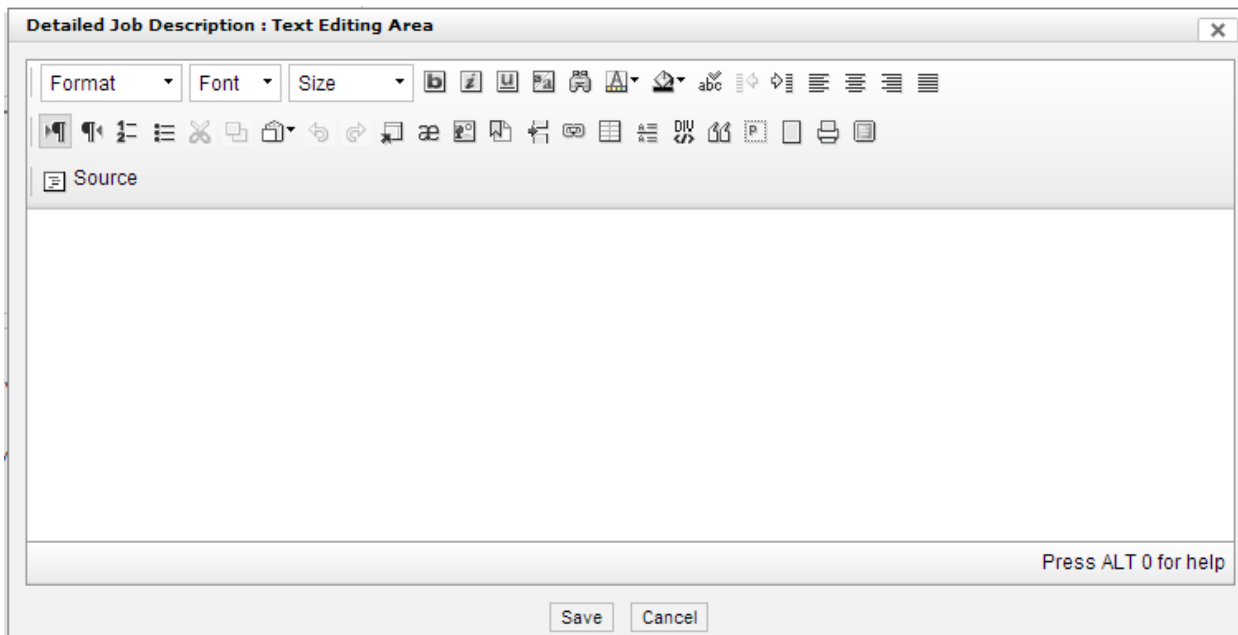 Detailed Job Description : Text Editing Area
Format Font Size
Source
Press ALT 0 for help
Save Cancel